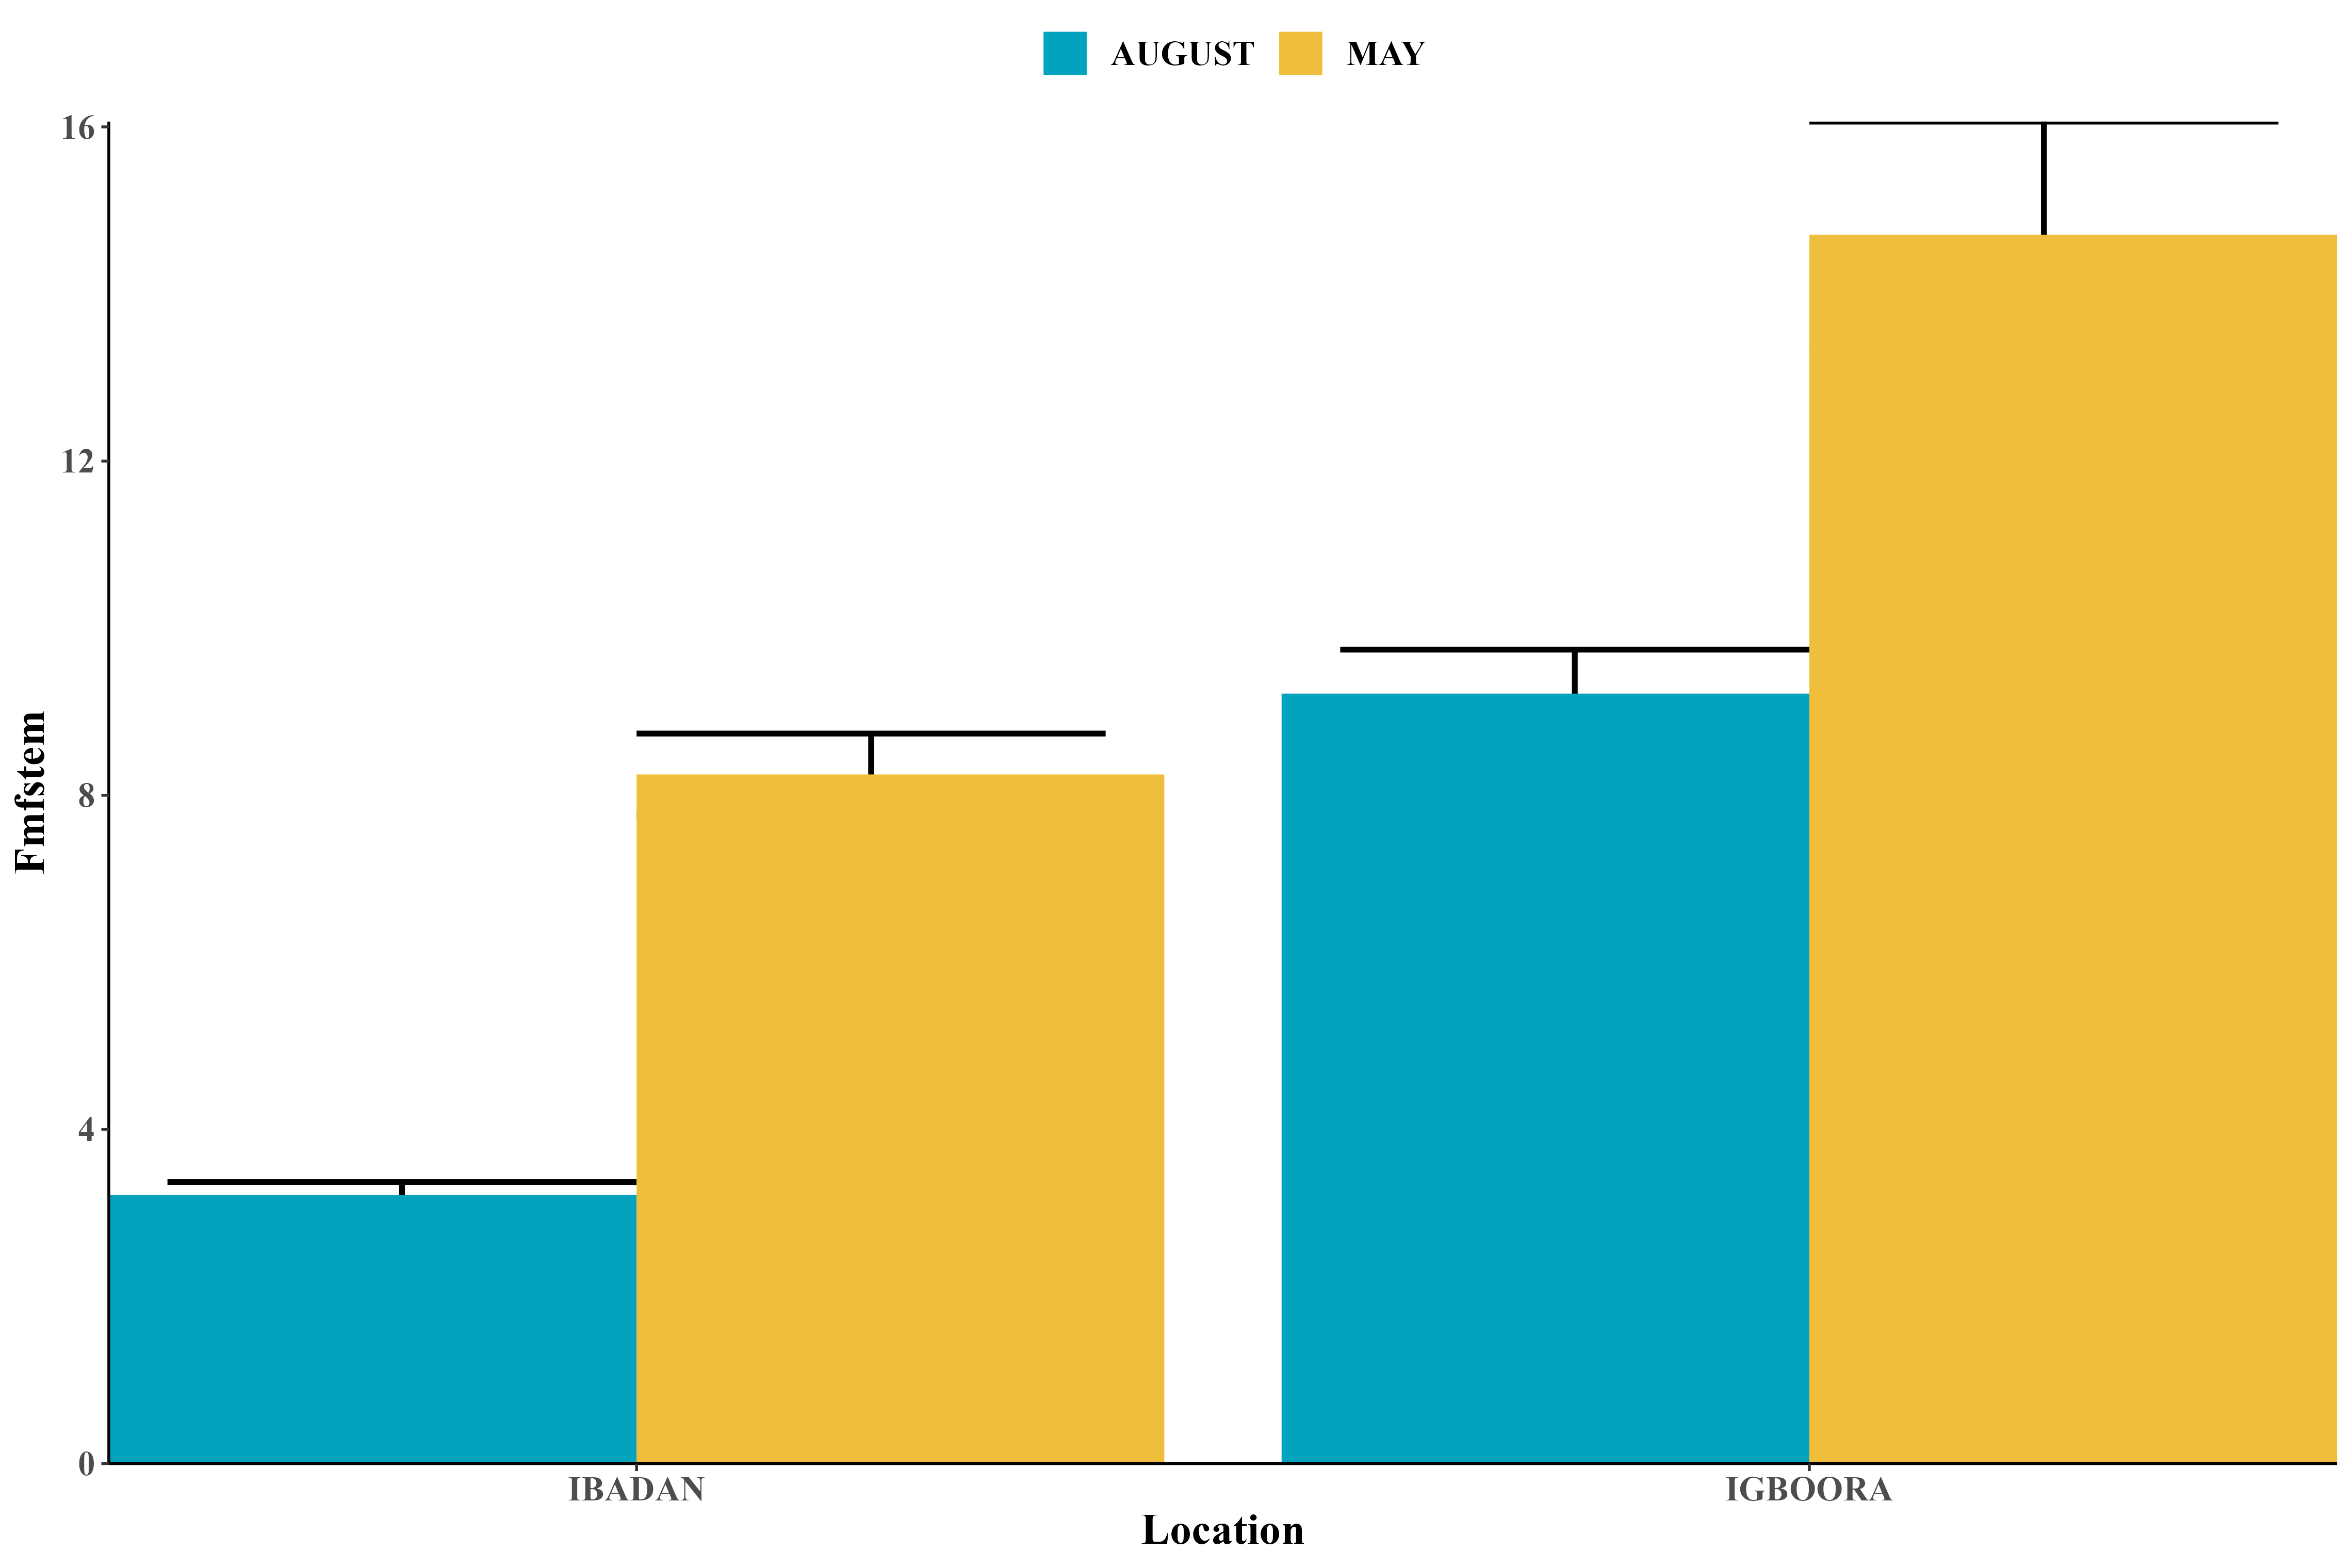 AUGUST MAY
16
12
8
4
0
Fmfstem
IBADAN IGBOORA
Location